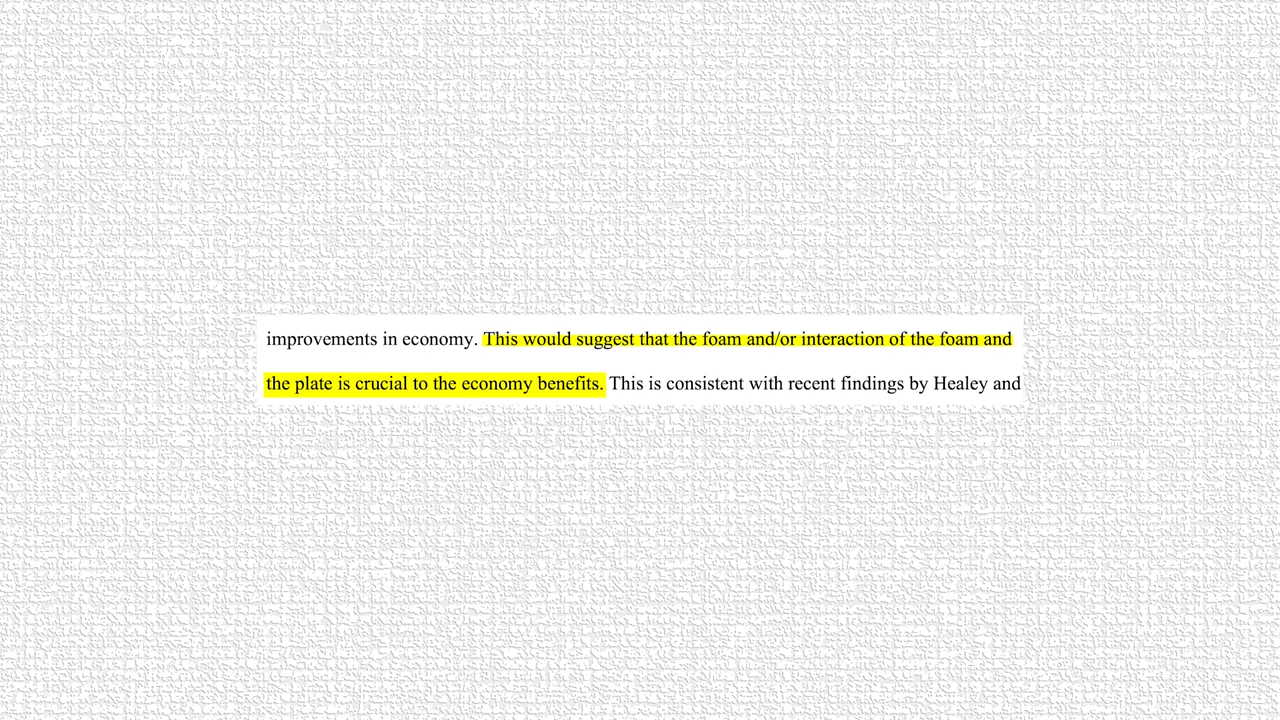 improvements in economy. This would suggest that the foam and/or interaction of the foam and
the plate is crucial to the economy benefits. This is consistent with recent findings by Healey and